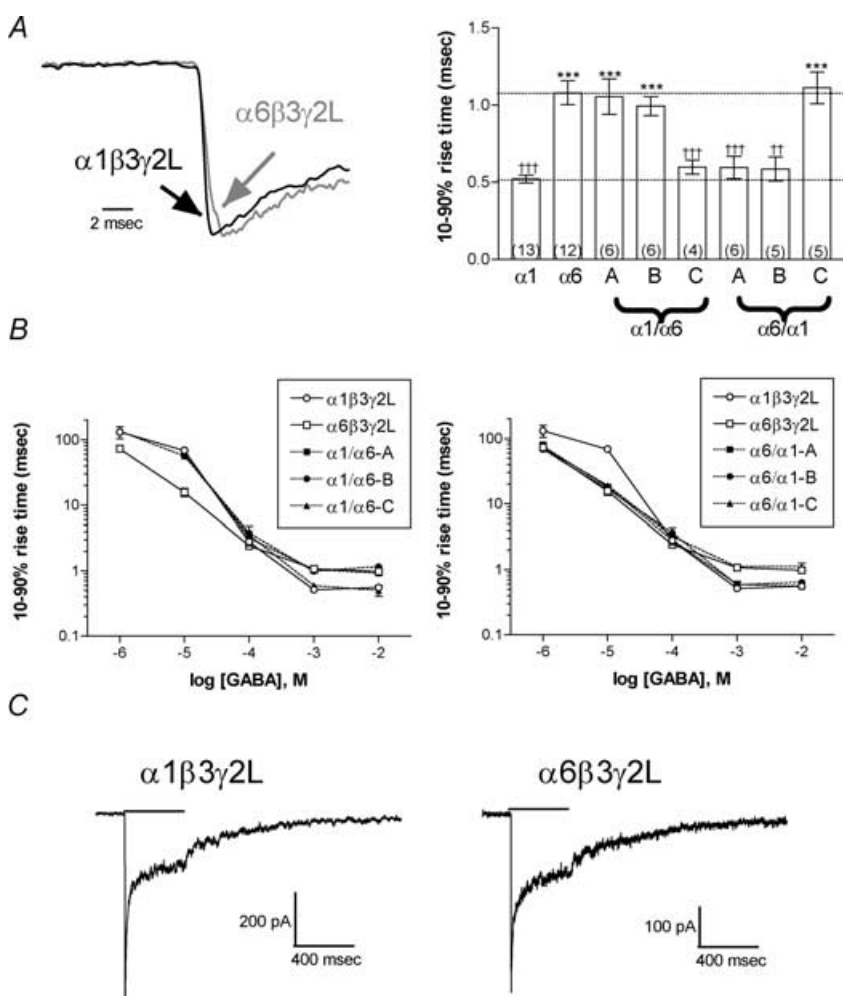 A
α1β3γ2L
α6β3γ2L
2 msec
10-90% rise time (msec)
1.5
1.0
0.5
0.0
††† *** *** *** ††† ††† †† ***
(13) (12) (6) (6) (4) (6) (5) (5)
α1 α6 A B C A B C
α1/α6 α6/α1
B
10-90% rise time (msec)
100
10
1
0.1
-6 -5 -4 -3 -2
log [GABA], M
α1β3γ2L
α6β3γ2L
α1/α6-A
α1/α6-B
α1/α6-C
10-90% rise time (msec)
100
10
1
0.1
-6 -5 -4 -3 -2
log [GABA], M
α1β3γ2L
α6β3γ2L
α6/α1-A
α6/α1-B
α6/α1-C
C
α1β3γ2L
200 pA
400 msec
α6β3γ2L
100 pA
400 msec